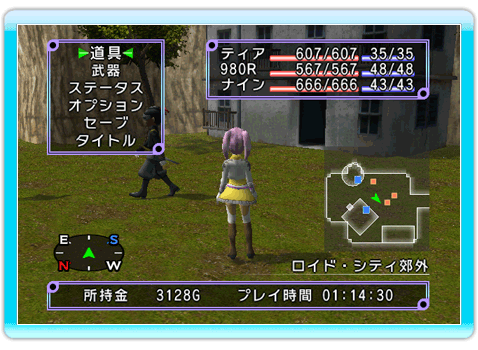 道具
武器
ステータス
オプション
セーブ
タイトル
ティア 607/607 35/35
980R 567/567 48/48
ナイン 666/666 43/43
E S
N W
ロイド・シティ郊外
所持金 3128G プレイ時間 01:14:30